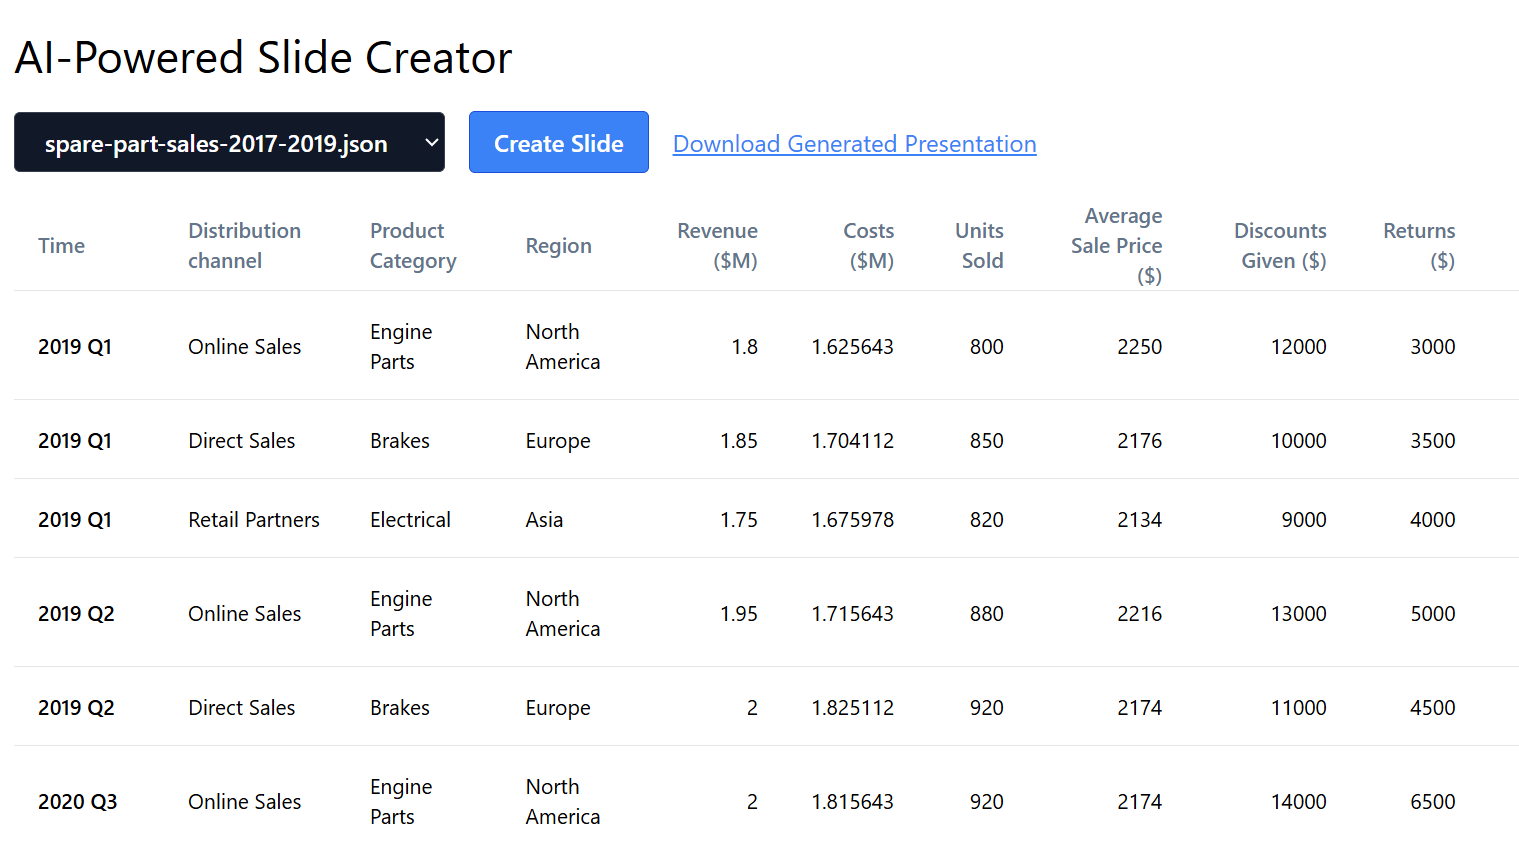 AI-Powered Slide Creator
spare-part-sales-2017-2019.json
Create Slide
Download Generated Presentation
Time
Distribution
channel
Product
Category
Region
Revenue
($M)
Costs
($M)
Units
Sold
Average
Sale Price
($)
Discounts
Given ($)
Returns
($)
2019 Q1
Online Sales
Engine
Parts
North
America
1.8
1.625643
800
2250
12000
3000
2019 Q1
Direct Sales
Brakes
Europe
1.85
1.704112
850
2176
10000
3500
2019 Q1
Retail Partners
Electrical
Asia
1.75
1.675978
820
2134
9000
4000
2019 Q2
Online Sales
Engine
Parts
North
America
1.95
1.715643
880
2216
13000
5000
2019 Q2
Direct Sales
Brakes
Europe
2
1.825112
920
2174
11000
4500
2020 Q3
Online Sales
Engine
Parts
North
America
2
1.815643
920
2174
14000
6500